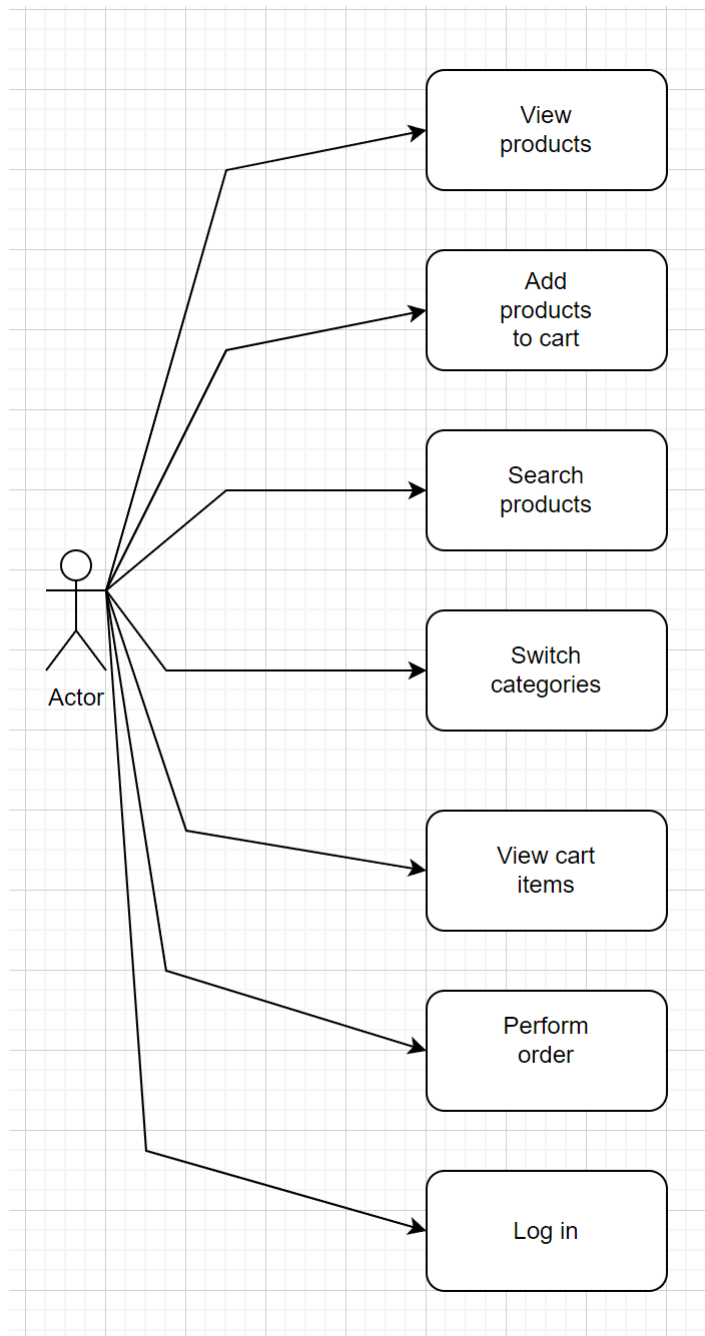 View
products
Add
products
to cart
Search
products
Actor
Switch
categories
View cart
items
Perform
order
Log in